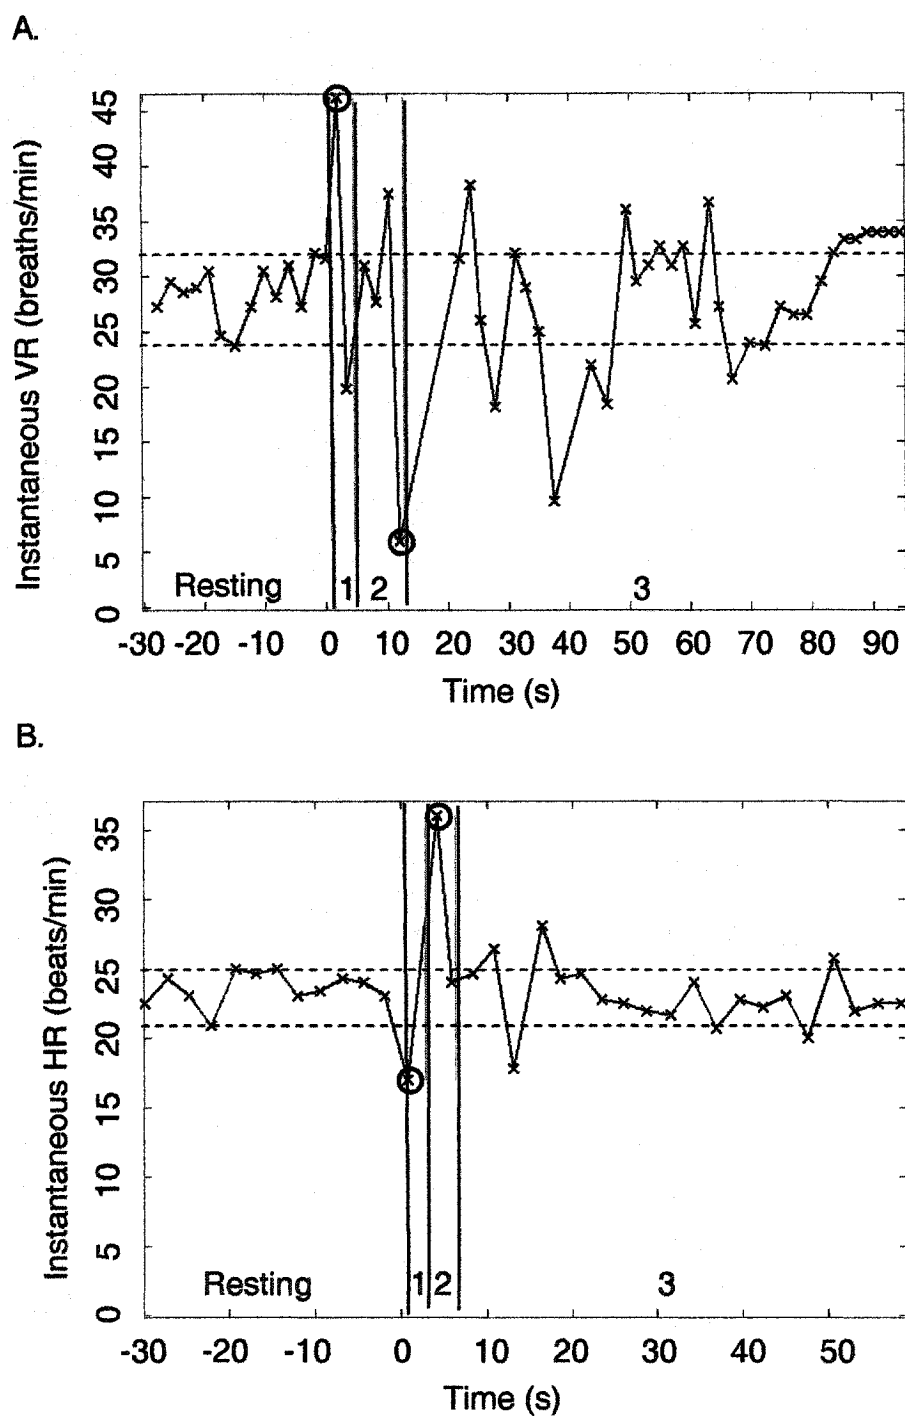 A.
Instantaneous VR (breaths/min)
45
35
30
25
20
15
10
5
0
Resting 1 2 3
-30 -20 -10 0 10 20 30 40 50 60 70 80 90
Time (s)
B.
Instantaneous HR (beats/min)
35
30
25
20
15
10
5
0
Resting 1 2 3
-30 -20 -10 0 10 20 30 40 50
Time (s)